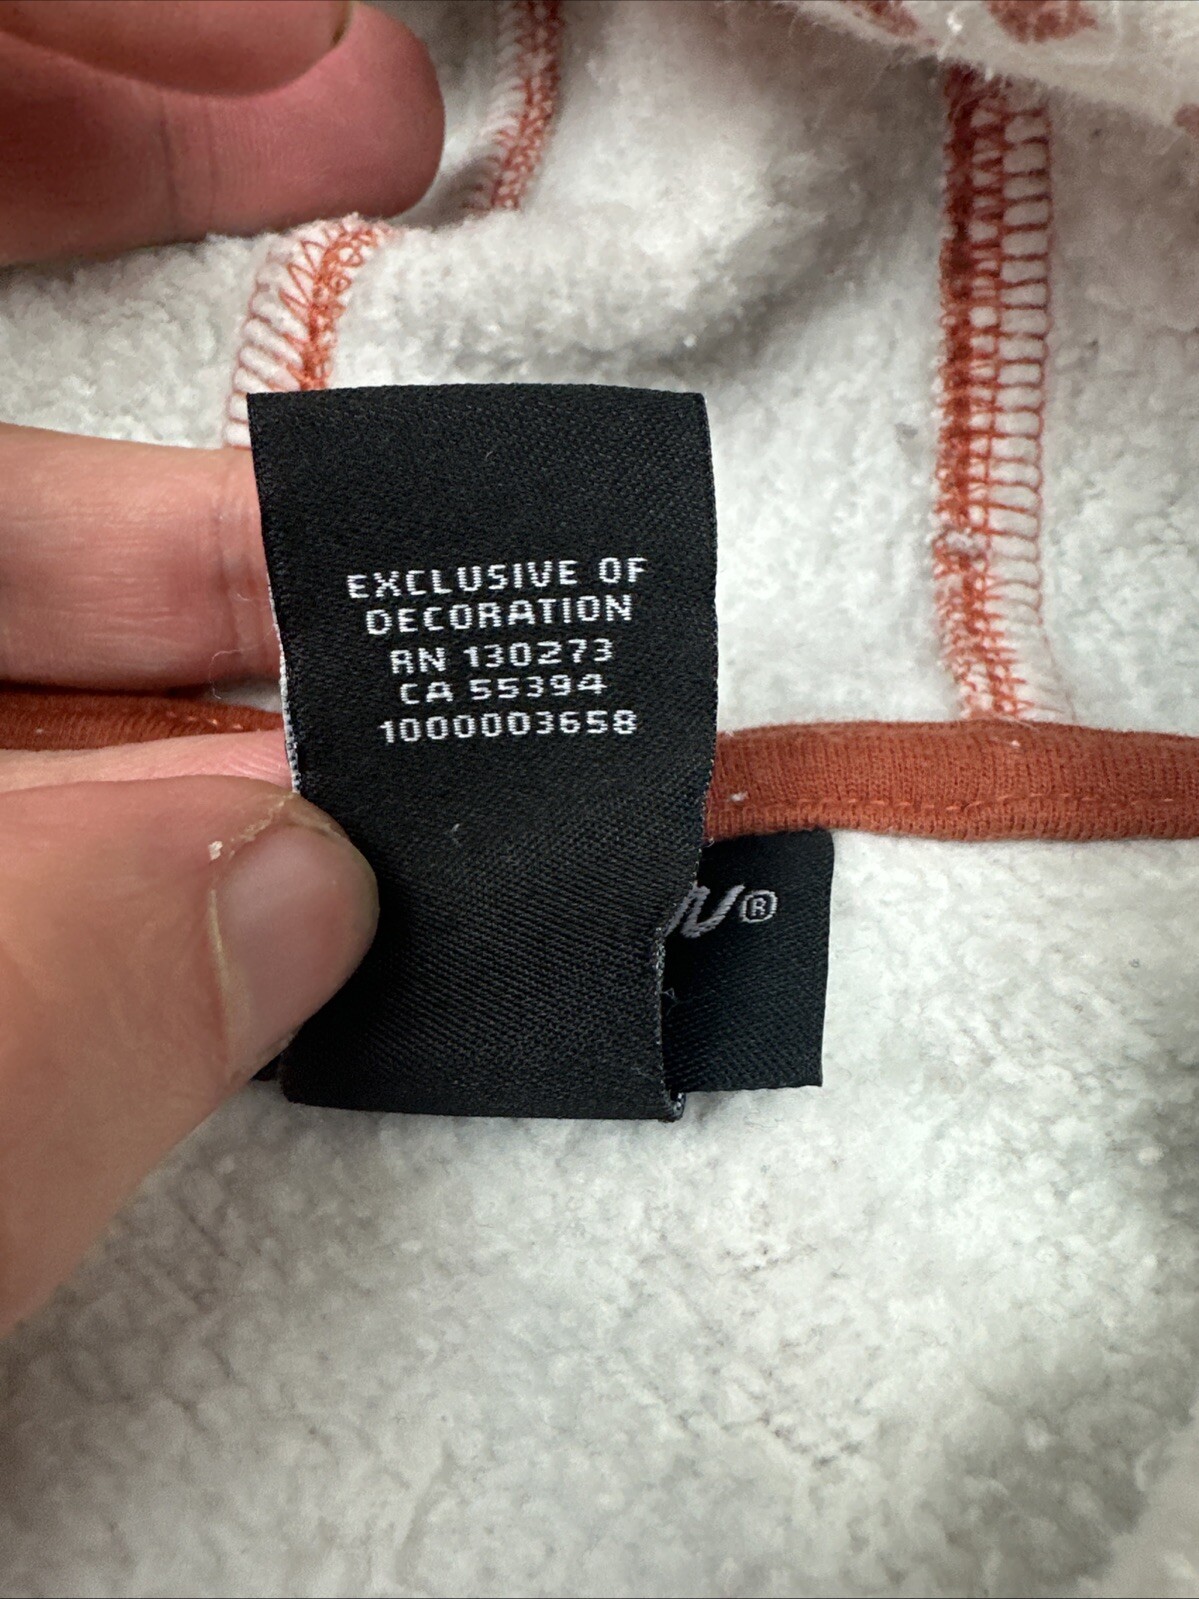 EXCLUSIVE OF
DECORATION
RN 130273
CA 55394
1000003658
®